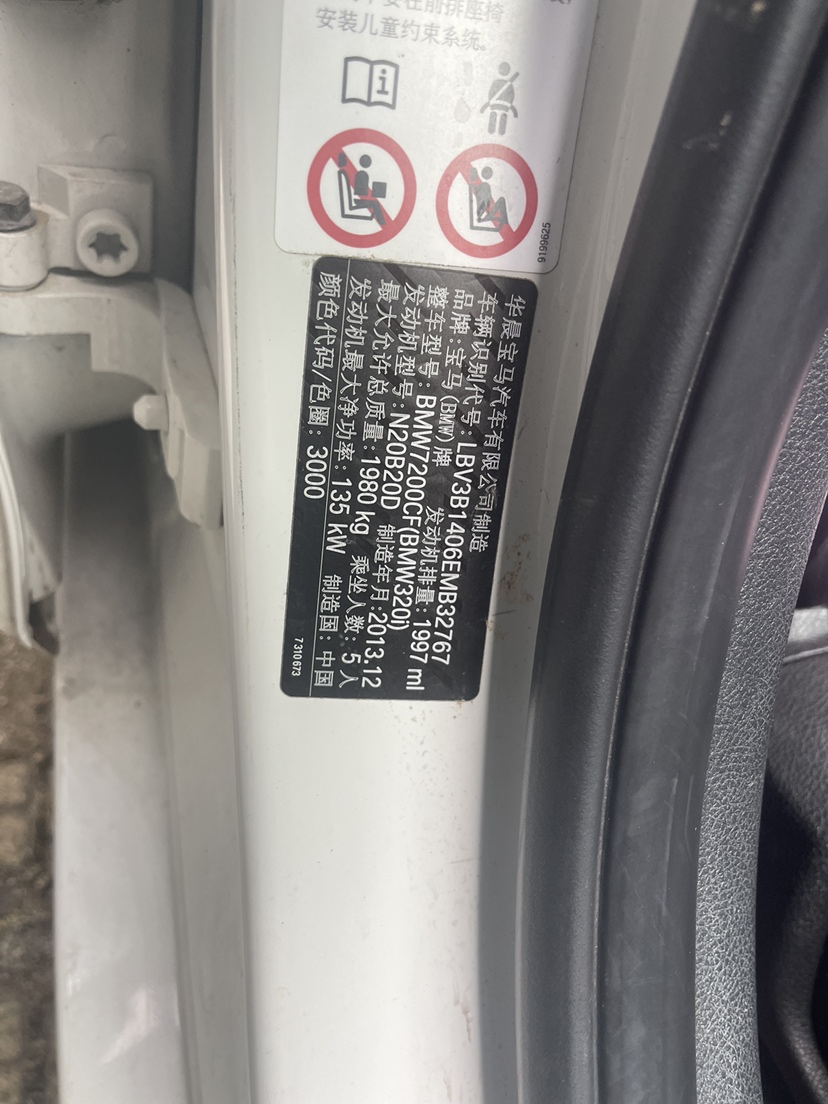 安装儿童约束系统。
9199625
华晨宝马汽车有限公司制造
车辆识别代号:LBV3B1406EMB32767
品牌:宝马(BMW)牌 发动机排量:1997 ml
整车型号:BMW7200CF(BMW320i)
发动机型号:N20B20D 制造年月:2013.12
最大允许总质量:1980 kg 乘坐人数:5人
发动机最大净功率:135 kW 制造国:中国
颜色代码/色圈:3000
7310673